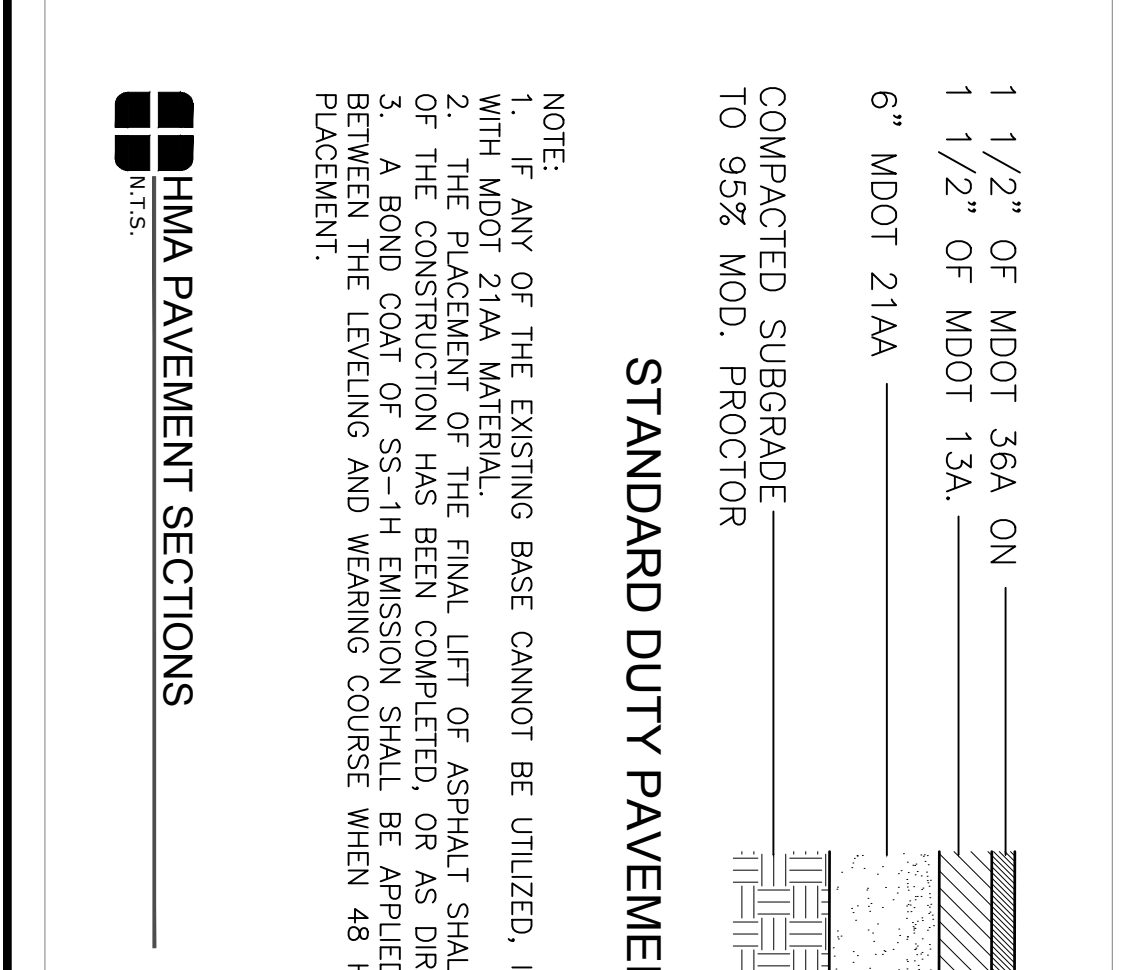 1 1/2” OF MDOT 36A ON
1 1/2” OF MDOT 13A.
6” MDOT 21AA
COMPACTED SUBGRADE
TO 95% MOD. PROCTOR
STANDARD DUTY PAVEME
NOTE:
1. IF ANY OF THE EXISTING BASE CANNOT BE UTILIZED,
WITH MDOT 21AA MATERIAL.
2. THE PLACEMENT OF THE FINAL LIFT OF ASPHALT SHAL
OF THE CONSTRUCTION HAS BEEN COMPLETED, OR AS DIR
3. A BOND COAT OF SS-1H EMISSION SHALL BE APPLIED
BETWEEN THE LEVELING AND WEARING COURSE WHEN 48
PLACEMENT.
HMA PAVEMENT SECTIONS
N.T.S.